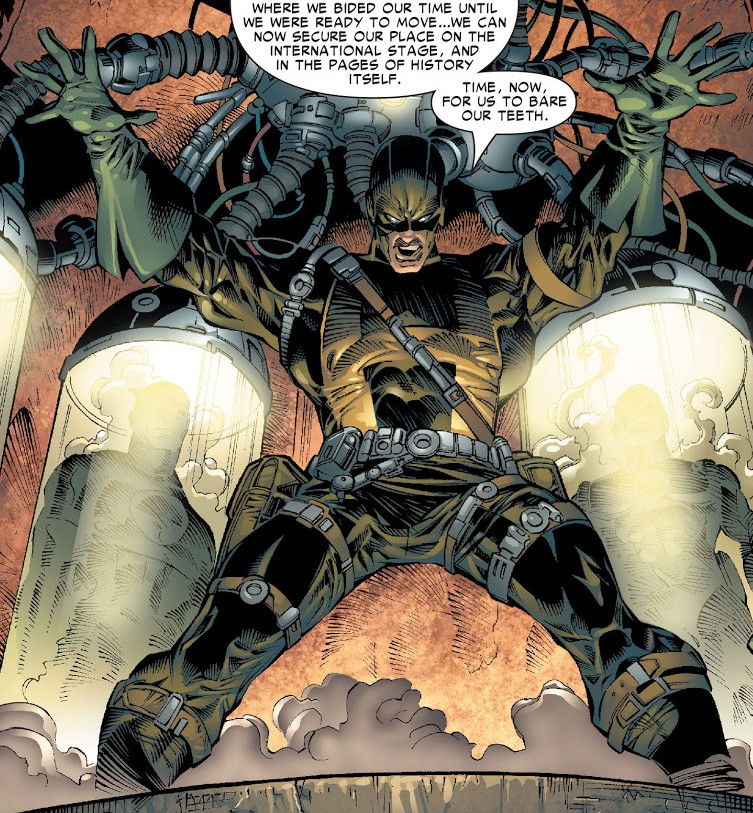 WHERE WE BIDED OUR TIME UNTIL
WE WERE READY TO MOVE...WE CAN
NOW SECURE OUR PLACE ON THE
INTERNATIONAL STAGE, AND
IN THE PAGES OF HISTORY
ITSELF.
TIME, NOW,
FOR US TO BARE
OUR TEETH.